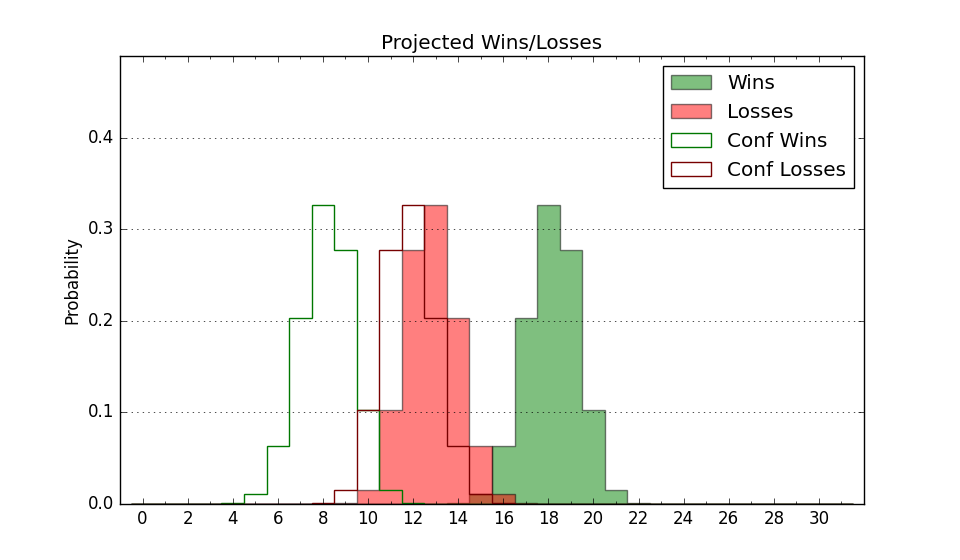 Projected Wins/Losses
Wins
Losses
Conf Wins
Conf Losses
Probability
0.4
0.3
0.2
0.1
0.0
0 2 4 6 8 10 12 14 16 18 20 22 24 26 28 30